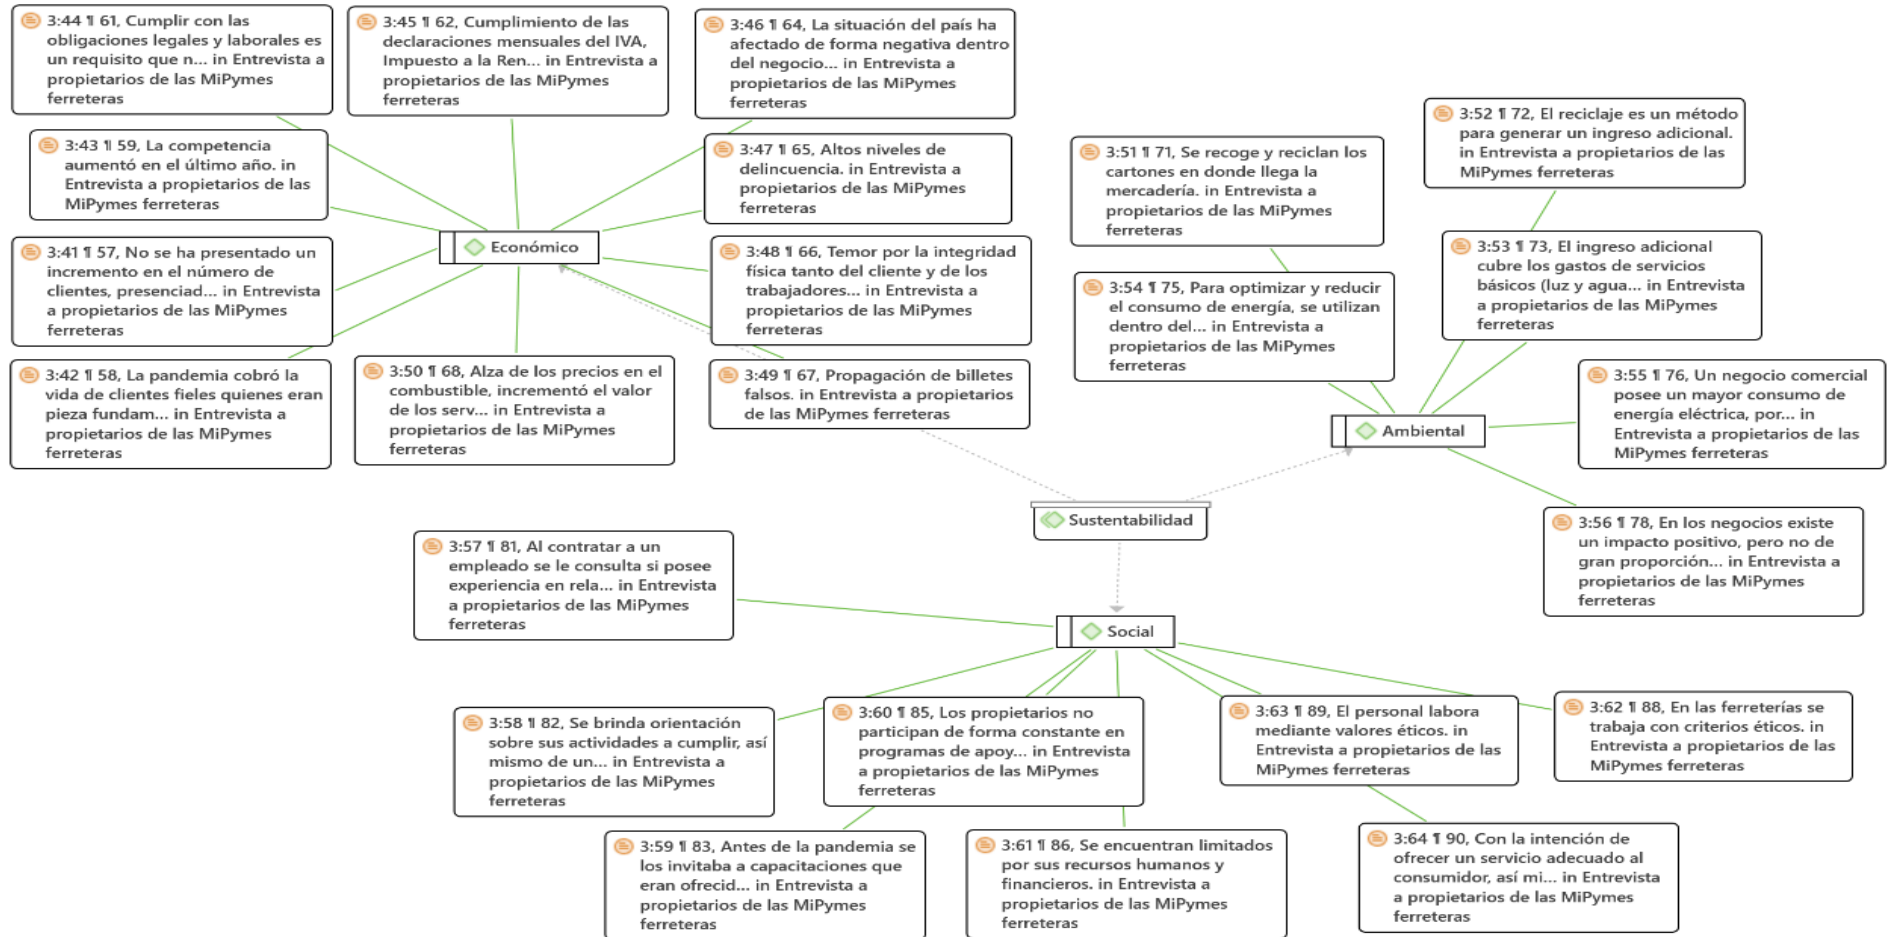 3:44 ¶ 61, Cumplir con las
obligaciones legales y laborales es
un requisito que n... in Entrevista a
propietarios de las MiPymes
ferreteras
3:45 ¶ 62, Cumplimiento de las
declaraciones mensuales del IVA,
Impuesto a la Ren... in Entrevista a
propietarios de las MiPymes
ferreteras
3:46 ¶ 64, La situación del país ha
afectado de forma negativa dentro
del negocio... in Entrevista a
propietarios de las MiPymes
ferreteras
3:43 ¶ 59, La competencia
aumentó en el último año. in
Entrevista a propietarios de las
MiPymes ferreteras
3:47 ¶ 65, Altos niveles de
delincuencia. in Entrevista a
propietarios de las MiPymes
ferreteras
Económico
3:41 ¶ 57, No se ha presentado un
incremento en el número de
clientes, presenciad... in Entrevista
a propietarios de las MiPymes
ferreteras
3:48 ¶ 66, Temor por la integridad
física tanto del cliente y de los
trabajadores... in Entrevista a
propietarios de las MiPymes
ferreteras
3:42 ¶ 58, La pandemia cobró la
vida de clientes fieles quienes eran
pieza fundam... in Entrevista a
propietarios de las MiPymes
ferreteras
3:50 ¶ 68, Alza de los precios en el
combustible, incrementó el valor
de los serv... in Entrevista a
propietarios de las MiPymes
ferreteras
3:49 ¶ 67, Propagación de billetes
falsos. in Entrevista a propietarios
de las MiPymes ferreteras
3:52 ¶ 72, El reciclaje es un método
para generar un ingreso adicional.
in Entrevista a propietarios de las
MiPymes ferreteras
3:51 ¶ 71, Se recoge y reciclan los
cartones en donde llega la
mercadería. in Entrevista a
propietarios de las MiPymes
ferreteras
3:53 ¶ 73, El ingreso adicional
cubre los gastos de servicios
básicos (luz y agua... in Entrevista
a propietarios de las MiPymes
ferreteras
3:54 ¶ 75, Para optimizar y reducir
el consumo de energía, se utilizan
dentro del... in Entrevista a
propietarios de las MiPymes
ferreteras
3:55 ¶ 76, Un negocio comercial
posee un mayor consumo de
energía eléctrica, por... in
Entrevista a propietarios de las
MiPymes ferreteras
Ambiental
3:56 ¶ 78, En los negocios existe
un impacto positivo, pero no de
gran proporción... in Entrevista a
propietarios de las MiPymes
ferreteras
Sustentabilidad
3:57 ¶ 81, Al contratar a un
empleado se le consulta si posee
experiencia en rela... in Entrevista
a propietarios de las MiPymes
ferreteras
Social
3:58 ¶ 82, Se brinda orientación
sobre sus actividades a cumplir, así
mismo de un... in Entrevista a
propietarios de las MiPymes
ferreteras
3:60 ¶ 85, Los propietarios no
participan de forma constante en
programas de apoy... in Entrevista
a propietarios de las MiPymes
ferreteras
3:63 ¶ 89, El personal labora
mediante valores éticos. in
Entrevista a propietarios de las
MiPymes ferreteras
3:62 ¶ 88, En las ferreterías se
trabaja con criterios éticos. in
Entrevista a propietarios de las
MiPymes ferreteras
3:59 ¶ 83, Antes de la pandemia se
los invitaba a capacitaciones que
eran ofrecid... in Entrevista a
propietarios de las MiPymes
ferreteras
3:61 ¶ 86, Se encuentran limitados
por sus recursos humanos y
financieros. in Entrevista a
propietarios de las MiPymes
ferreteras
3:64 ¶ 90, Con la intención de
ofrecer un servicio adecuado al
consumidor, así mi... in Entrevista
a propietarios de las MiPymes
ferreteras